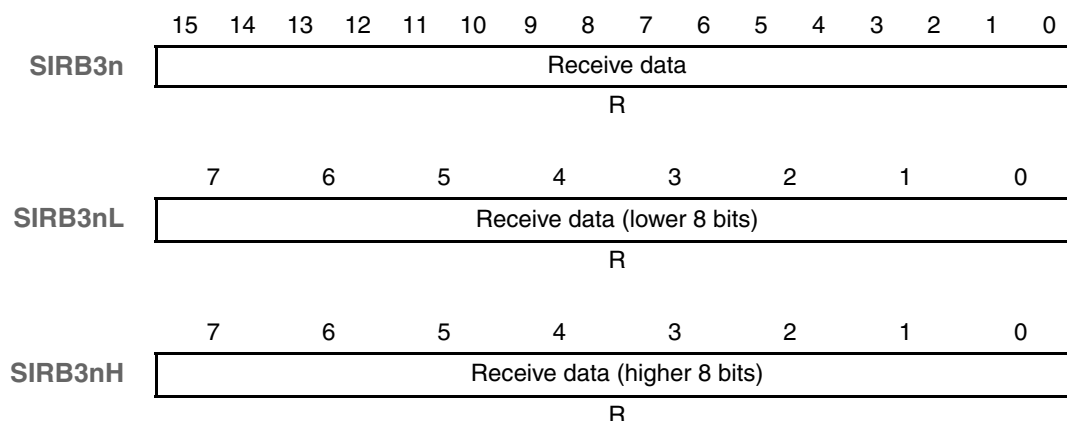 15 14 13 12 11 10 9 8 7 6 5 4 3 2 1 0
SIRB3n Receive data
R
7 6 5 4 3 2 1 0
SIRB3nL Receive data (lower 8 bits)
R
7 6 5 4 3 2 1 0
SIRB3nH Receive data (higher 8 bits)
R